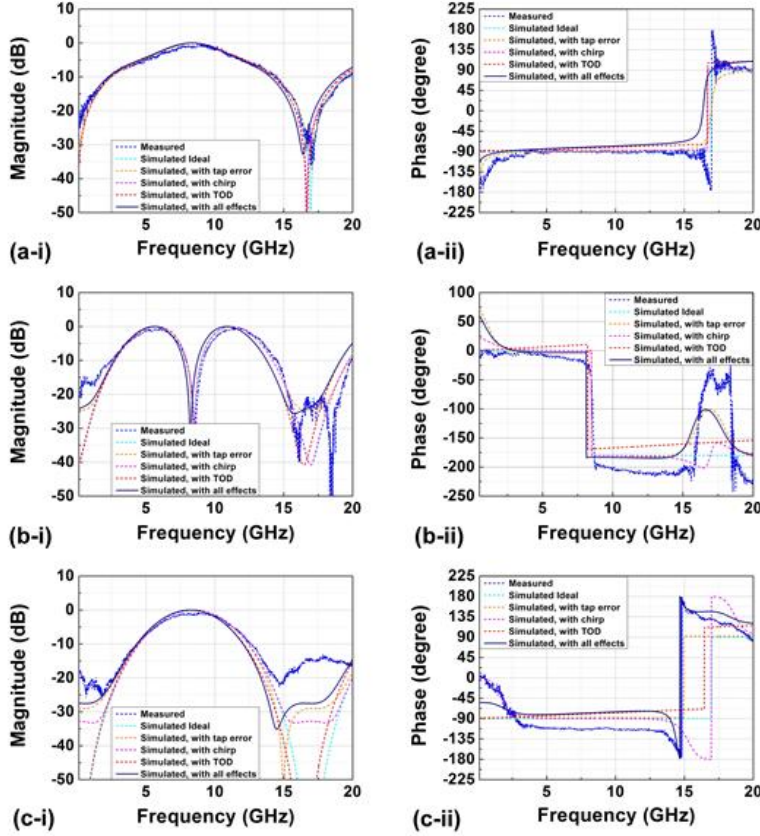 10
0
-10
-20
-30
-40
-50
Magnitude (dB)
Measured
Simulated Ideal
Simulated, with tap error
Simulated, with chirp
Simulated, with TOD
Simulated, with all effects
5 10 15 20
Frequency (GHz)
(a-i)
225
180
135
90
45
0
-45
-90
-135
-180
-225
Phase (degree)
Measured
Simulated Ideal
Simulated, with tap error
Simulated, with chirp
Simulated, with TOD
Simulated, with all effects
5 10 15 20
Frequency (GHz)
(a-ii)
10
0
-10
-20
-30
-40
-50
Magnitude (dB)
Measured
Simulated Ideal
Simulated, with tap error
Simulated, with chirp
Simulated, with TOD
Simulated, with all effects
5 10 15 20
Frequency (GHz)
(b-i)
100
50
0
-50
-100
-150
-200
-250
Phase (degree)
Measured
Simulated Ideal
Simulated, with tap error
Simulated, with chirp
Simulated, with TOD
Simulated, with all effects
5 10 15 20
Frequency (GHz)
(b-ii)
10
0
-10
-20
-30
-40
-50
Magnitude (dB)
Measured
Simulated Ideal
Simulated, with tap error
Simulated, with chirp
Simulated, with TOD
Simulated, with all effects
5 10 15 20
Frequency (GHz)
(c-i)
225
180
135
90
45
0
-45
-90
-135
-180
-225
Phase (degree)
Measured
Simulated Ideal
Simulated, with tap error
Simulated, with chirp
Simulated, with TOD
Simulated, with all effects
5 10 15 20
Frequency (GHz)
(c-ii)